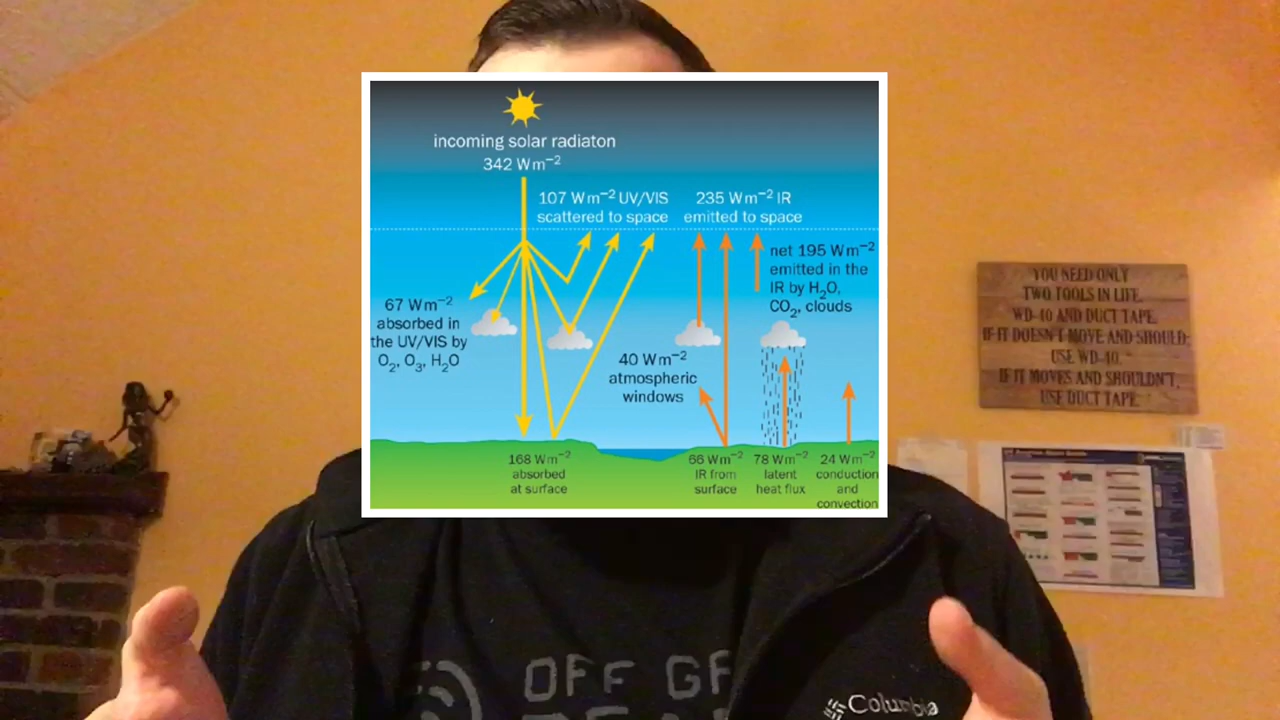 incoming solar radiaton
342 Wm⁻²
107 Wm⁻² UV/VIS
scattered to space
235 Wm⁻² IR
emitted to space
net 195 Wm⁻²
emitted in the
IR by H₂O,
CO₂, clouds
67 Wm⁻²
absorbed in
the UV/VIS by
O₂, O₃, H₂O
40 Wm⁻²
atmospheric
windows
168 Wm⁻²
absorbed
at surface
66 Wm⁻²
IR from
surface
78 Wm⁻²
latent
heat flux
24 Wm⁻²
conduction
and
convection
YOU NEED ONLY
TWO TOOLS IN LIFE.
WD-40 AND DUCT TAPE.
IF IT DOESN'T MOVE AND SHOULD:
USE WD-40.
IF IT MOVES AND SHOULDN'T,
USE DUCT TAPE.
OFF
Columbia